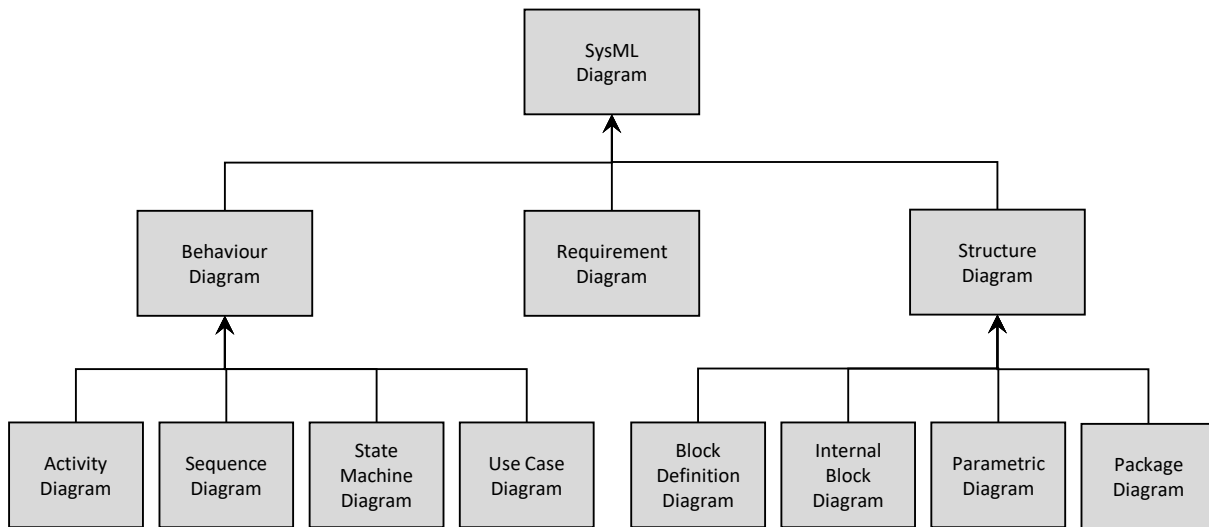 SysML
Diagram
Behaviour
Diagram
Requirement
Diagram
Structure
Diagram
Activity
Diagram
Sequence
Diagram
State
Machine
Diagram
Use Case
Diagram
Block
Definition
Diagram
Internal
Block
Diagram
Parametric
Diagram
Package
Diagram